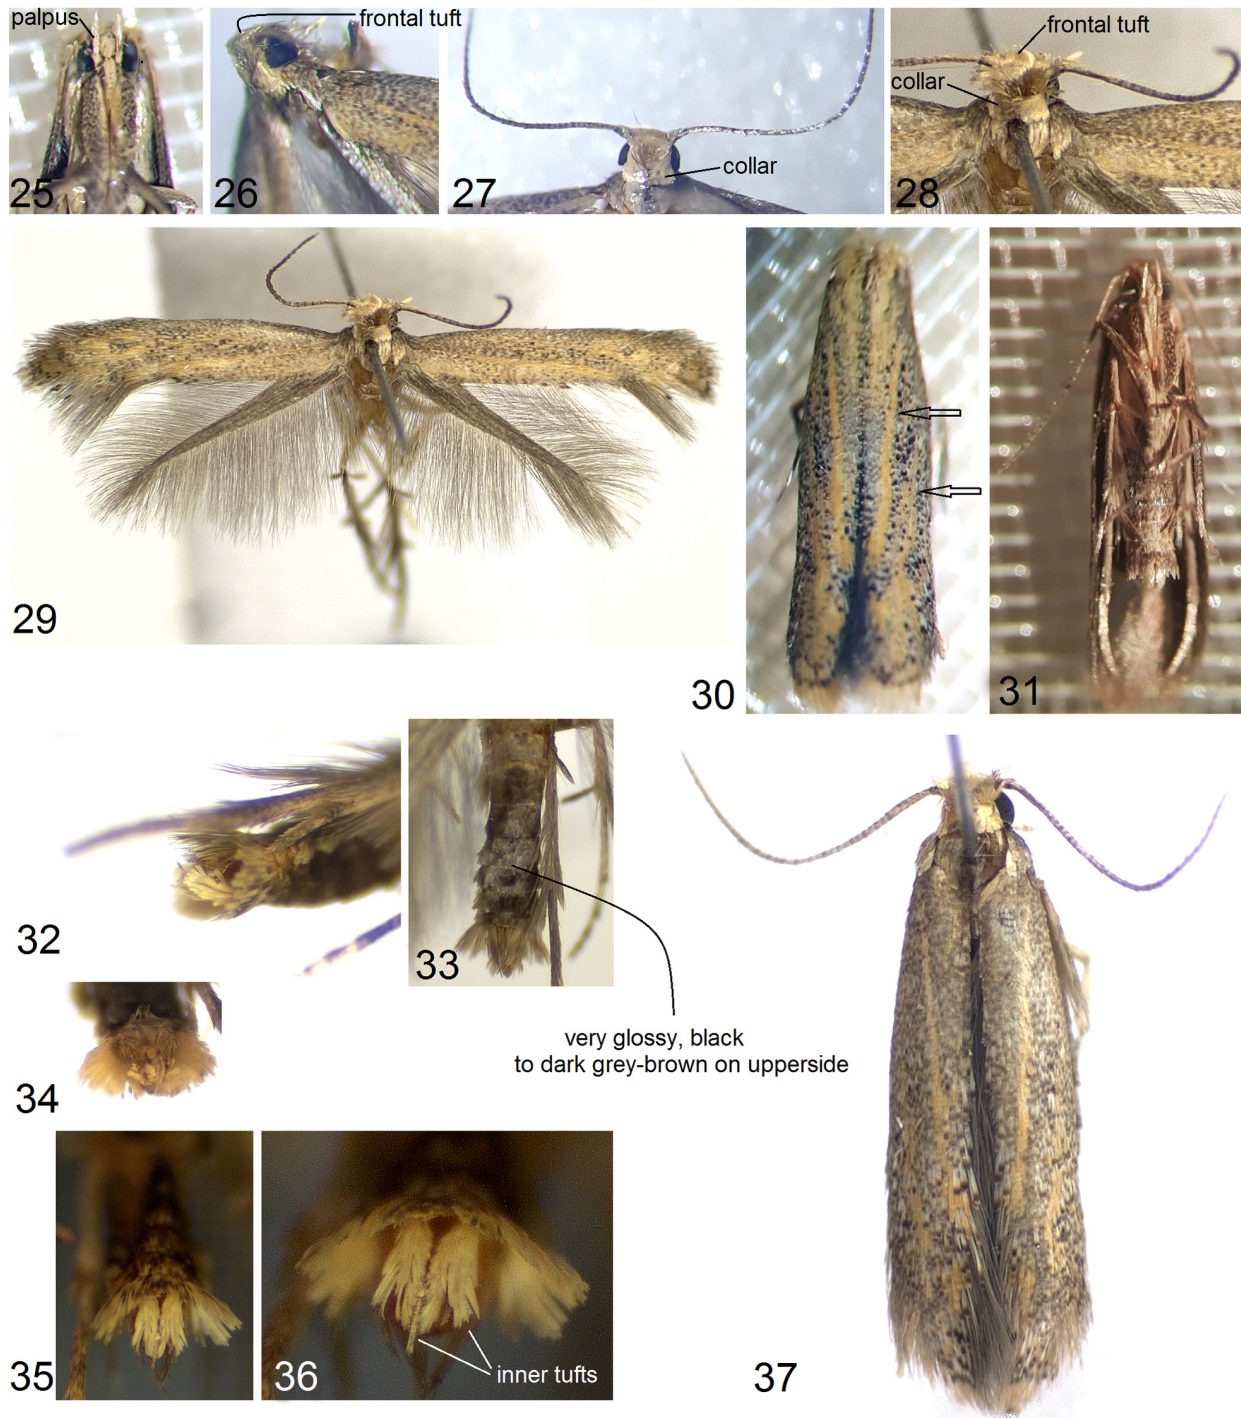 palpus
25
frontal tuft
26
collar
27
frontal tuft
collar
28
29
30
31
32
33
very glossy, black
to dark grey-brown on upperside
34
35
inner tufts
36
37